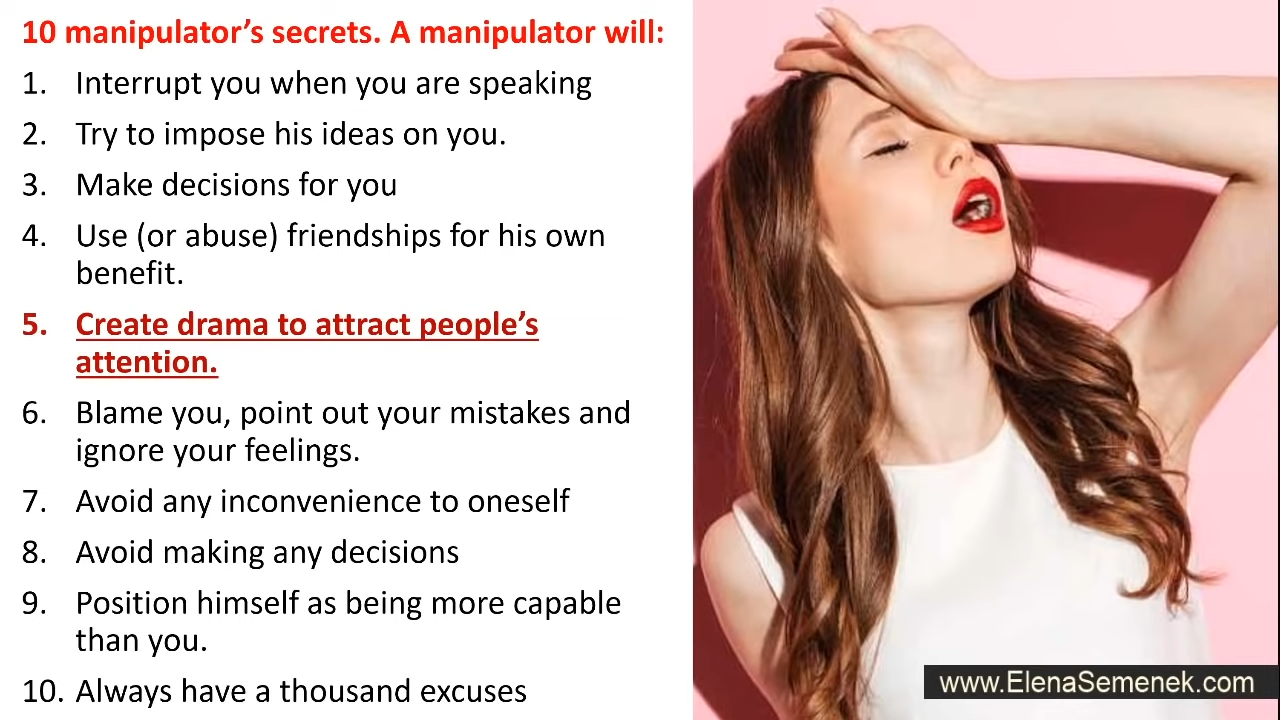 10 manipulator’s secrets. A manipulator will:
1. Interrupt you when you are speaking
2. Try to impose his ideas on you.
3. Make decisions for you
4. Use (or abuse) friendships for his own
benefit.
5. Create drama to attract people’s
attention.
6. Blame you, point out your mistakes and
ignore your feelings.
7. Avoid any inconvenience to oneself
8. Avoid making any decisions
9. Position himself as being more capable
than you.
10. Always have a thousand excuses
www.ElenaSemenek.com